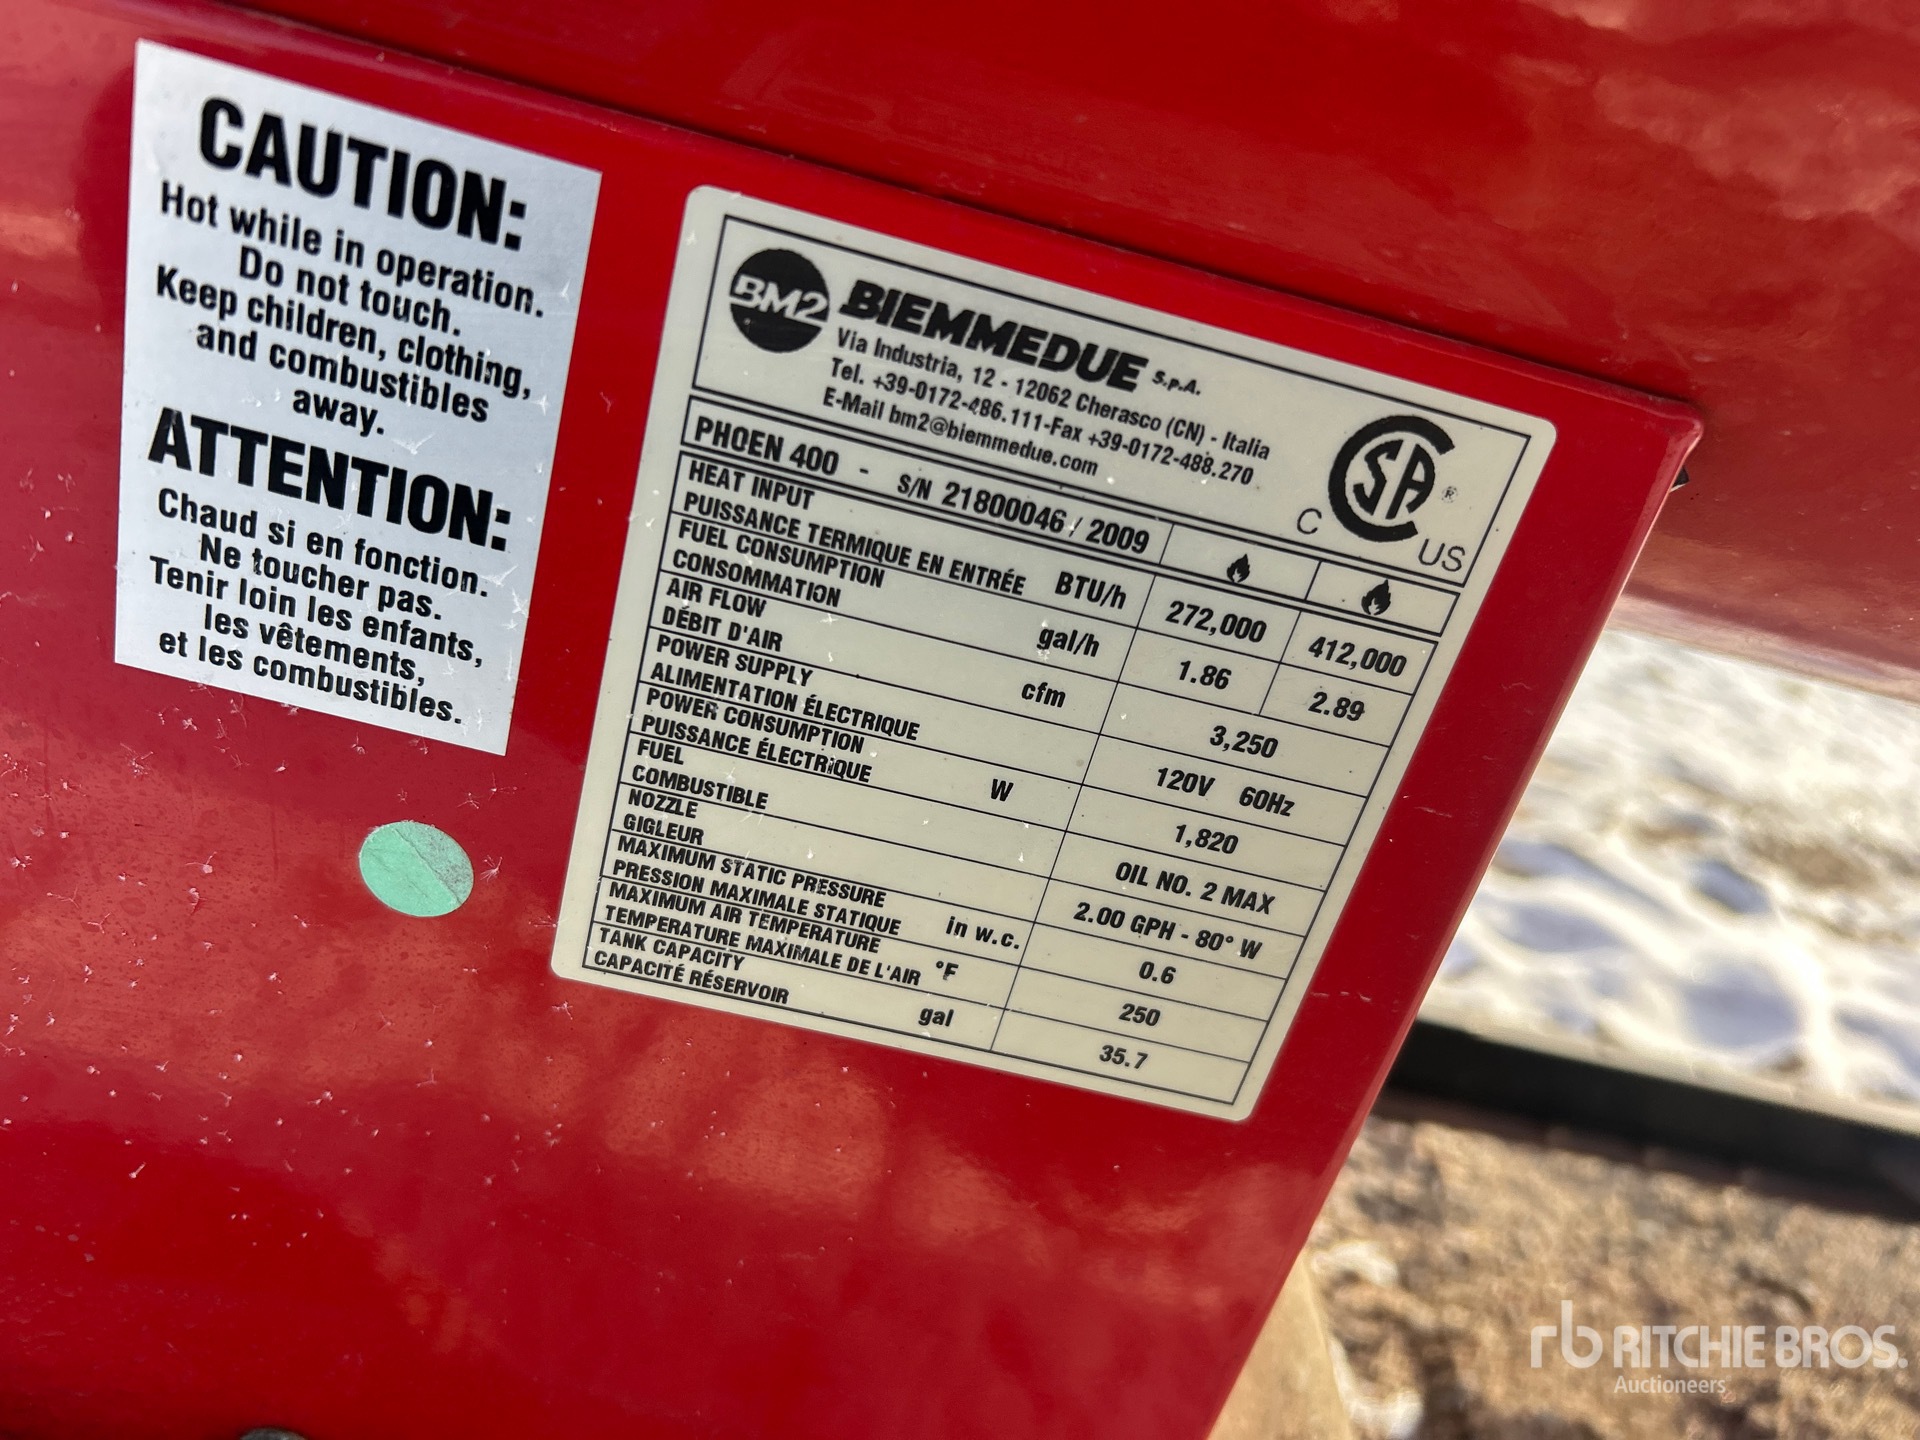 CAUTION:
Hot while in operation.
Do not touch.
Keep children, clothing,
and combustibles
away.
ATTENTION:
Chaud si en fonction.
Ne toucher pas.
Tenir loin les enfants,
les vêtements,
et les combustibles.
BM2 BIEMMEDUE S.p.A.
Via Industria, 12 - 12062 Cherasco (CN) - Italia
Tel. +39-0172-486.111-Fax +39-0172-488.270
E-Mail bm2@biemmedue.com
CSA ®
C US
PHOEN 400 - S/N 21800046 / 2009
HEAT INPUT
PUISSANCE TERMIQUE EN ENTRÉE BTU/h 272,000 412,000
FUEL CONSUMPTION
CONSOMMATION gal/h 1.86 2.89
AIR FLOW
DÉBIT D'AIR cfm 3,250
POWER SUPPLY
ALIMENTATION ÉLECTRIQUE 120V 60Hz
POWER CONSUMPTION
PUISSANCE ÉLECTRIQUE W 1,820
FUEL
COMBUSTIBLE OIL NO. 2 MAX
NOZZLE
GIGLEUR 2.00 GPH - 80° W
MAXIMUM STATIC PRESSURE
PRESSION MAXIMALE STATIQUE in w.c. 0.6
MAXIMUM AIR TEMPERATURE
TEMPERATURE MAXIMALE DE L'AIR °F 250
TANK CAPACITY
CAPACITÉ RÉSERVOIR gal 35.7
rb RITCHIE BROS.
Auctioneers